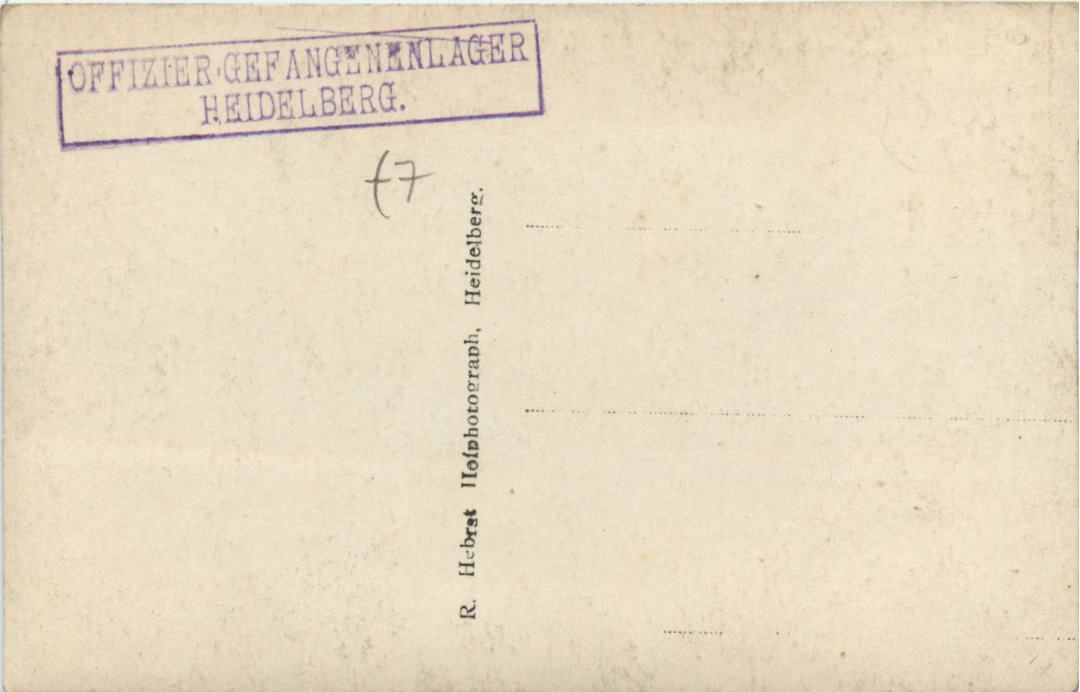 OFFIZIER-GEFANGENENLAGER
HEIDELBERG.
f7
R. Hebrst Hofphotograph, Heidelberg.